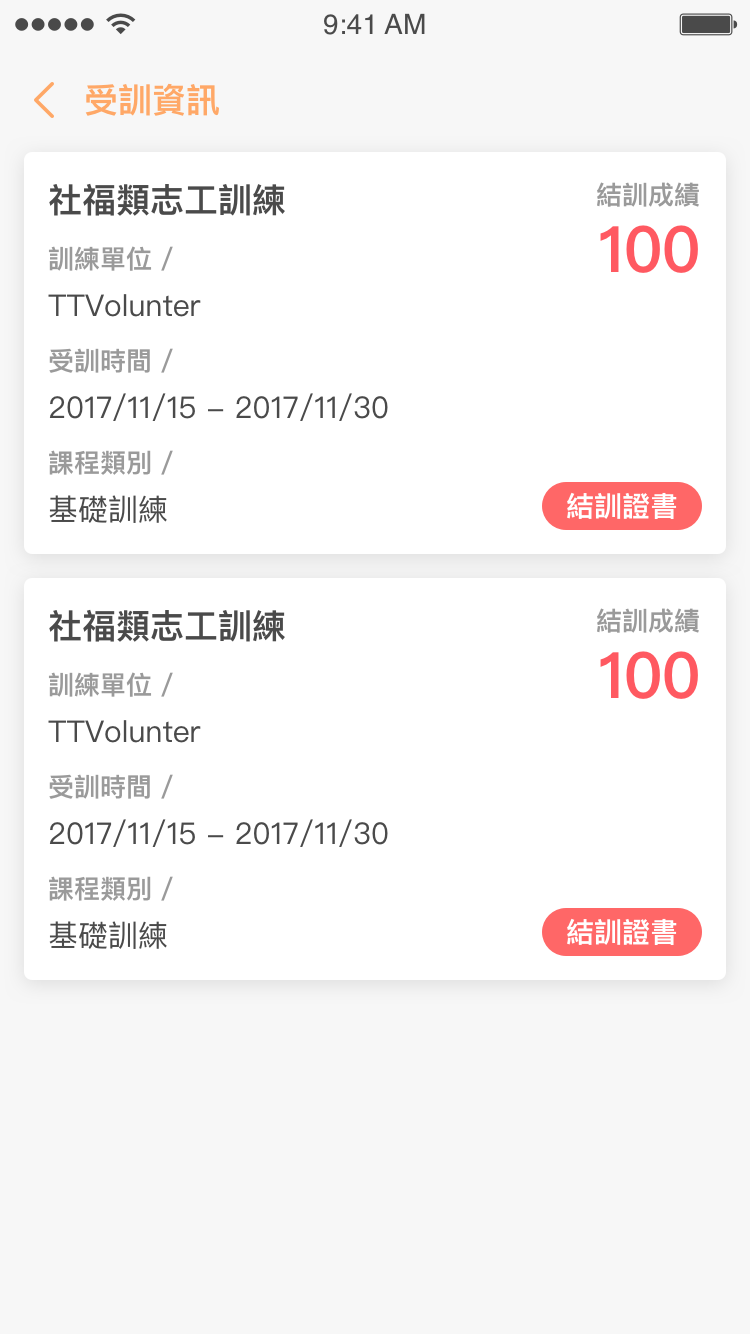 9:41 AM
受訓資訊
社福類志工訓練
結訓成績
100
訓練單位 /
TTVolunter
受訓時間 /
2017/11/15 – 2017/11/30
課程類別 /
基礎訓練
結訓證書
社福類志工訓練
結訓成績
100
訓練單位 /
TTVolunter
受訓時間 /
2017/11/15 – 2017/11/30
課程類別 /
基礎訓練
結訓證書